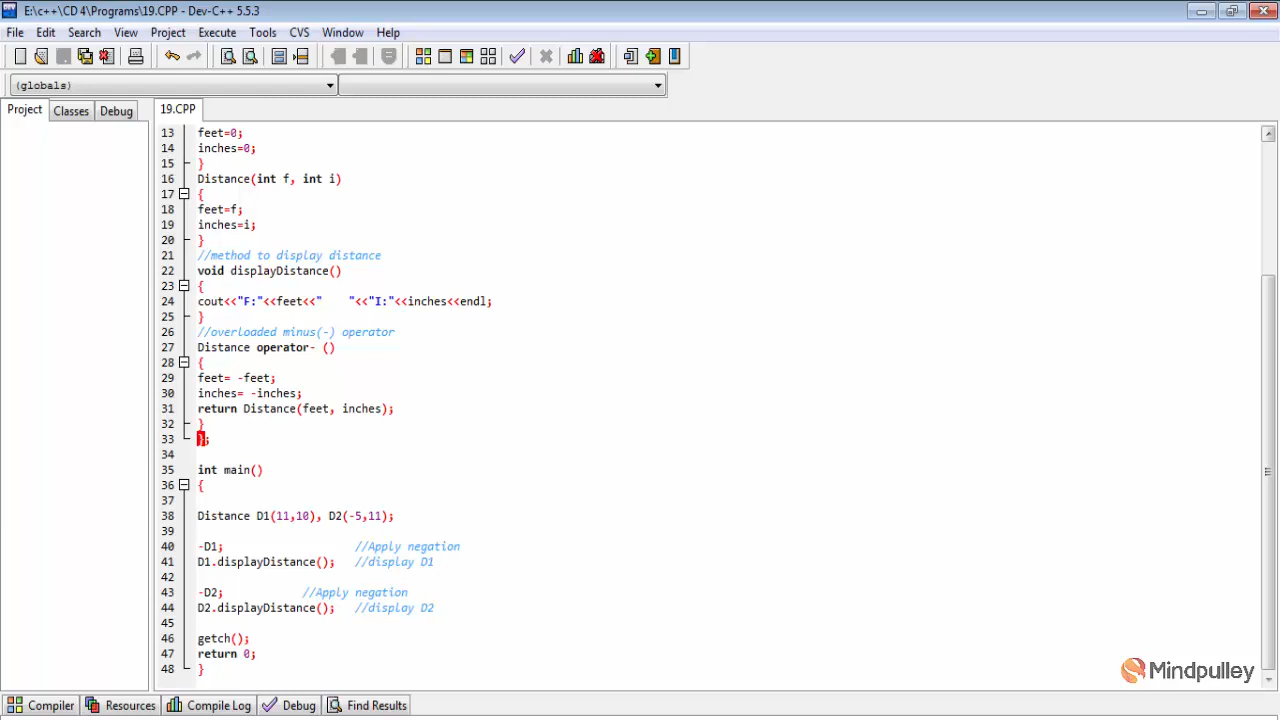 E:\c++\CD 4\Programs\19.CPP - Dev-C++ 5.5.3
File Edit Search View Project Execute Tools CVS Window Help
(globals)
Project Classes Debug 19.CPP
13 feet=0;
14 inches=0;
15 }
16 Distance(int f, int i)
17 {
18 feet=f;
19 inches=i;
20 }
21 //method to display distance
22 void displayDistance()
23 {
24 cout<<"F:"<<feet<<"    "<<"I:"<<inches<<endl;
25 }
26 //overloaded minus(-) operator
27 Distance operator- ()
28 {
29 feet= -feet;
30 inches= -inches;
31 return Distance(feet, inches);
32 }
33 };
34
35 int main()
36 {
37
38 Distance D1(11,10), D2(-5,11);
39
40 -D1;                    //Apply negation
41 D1.displayDistance();   //display D1
42
43 -D2;            //Apply negation
44 D2.displayDistance();   //display D2
45
46 getch();
47 return 0;
48 }
Mindpulley
Compiler Resources Compile Log Debug Find Results